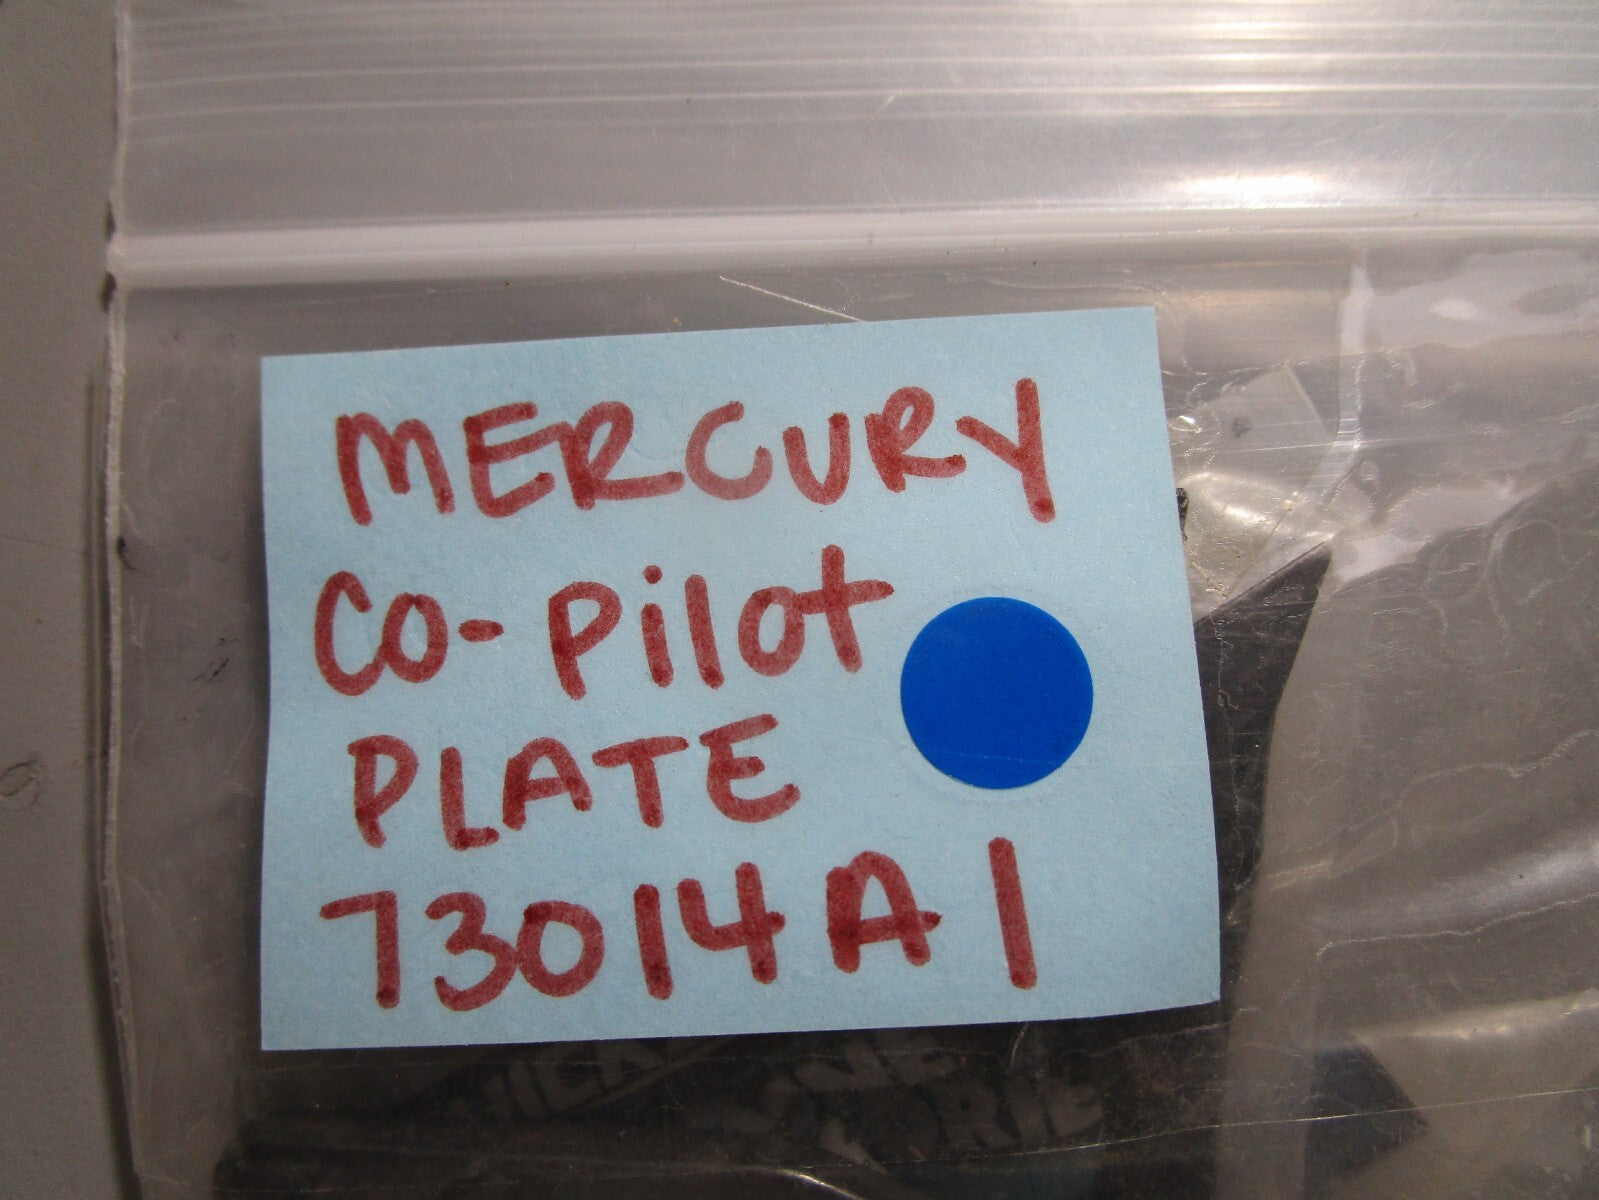 MERCURY
Co-Pilot
PLATE
73014A1